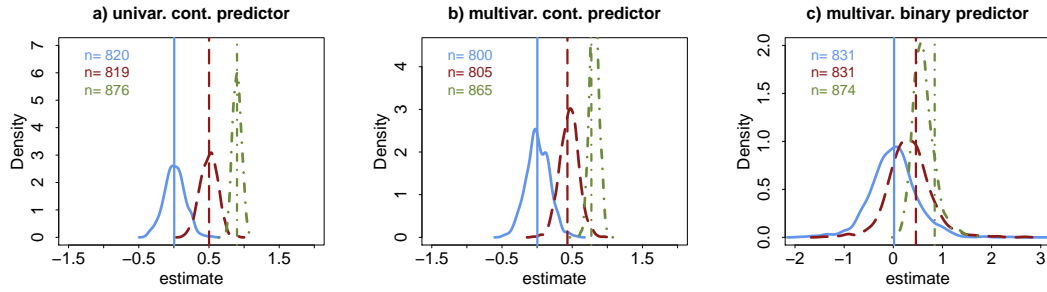 a) univar. cont. predictor
n= 820
n= 819
n= 876
Density
0 1 2 3 4 5 6 7
−1.5 −0.5 0.5 1.5
estimate
b) multivar. cont. predictor
n= 800
n= 805
n= 865
Density
0 1 2 3 4
−1.5 −0.5 0.5 1.5
estimate
c) multivar. binary predictor
n= 831
n= 831
n= 874
Density
0.0 0.5 1.0 1.5 2.0
−2 −1 0 1 2 3
estimate